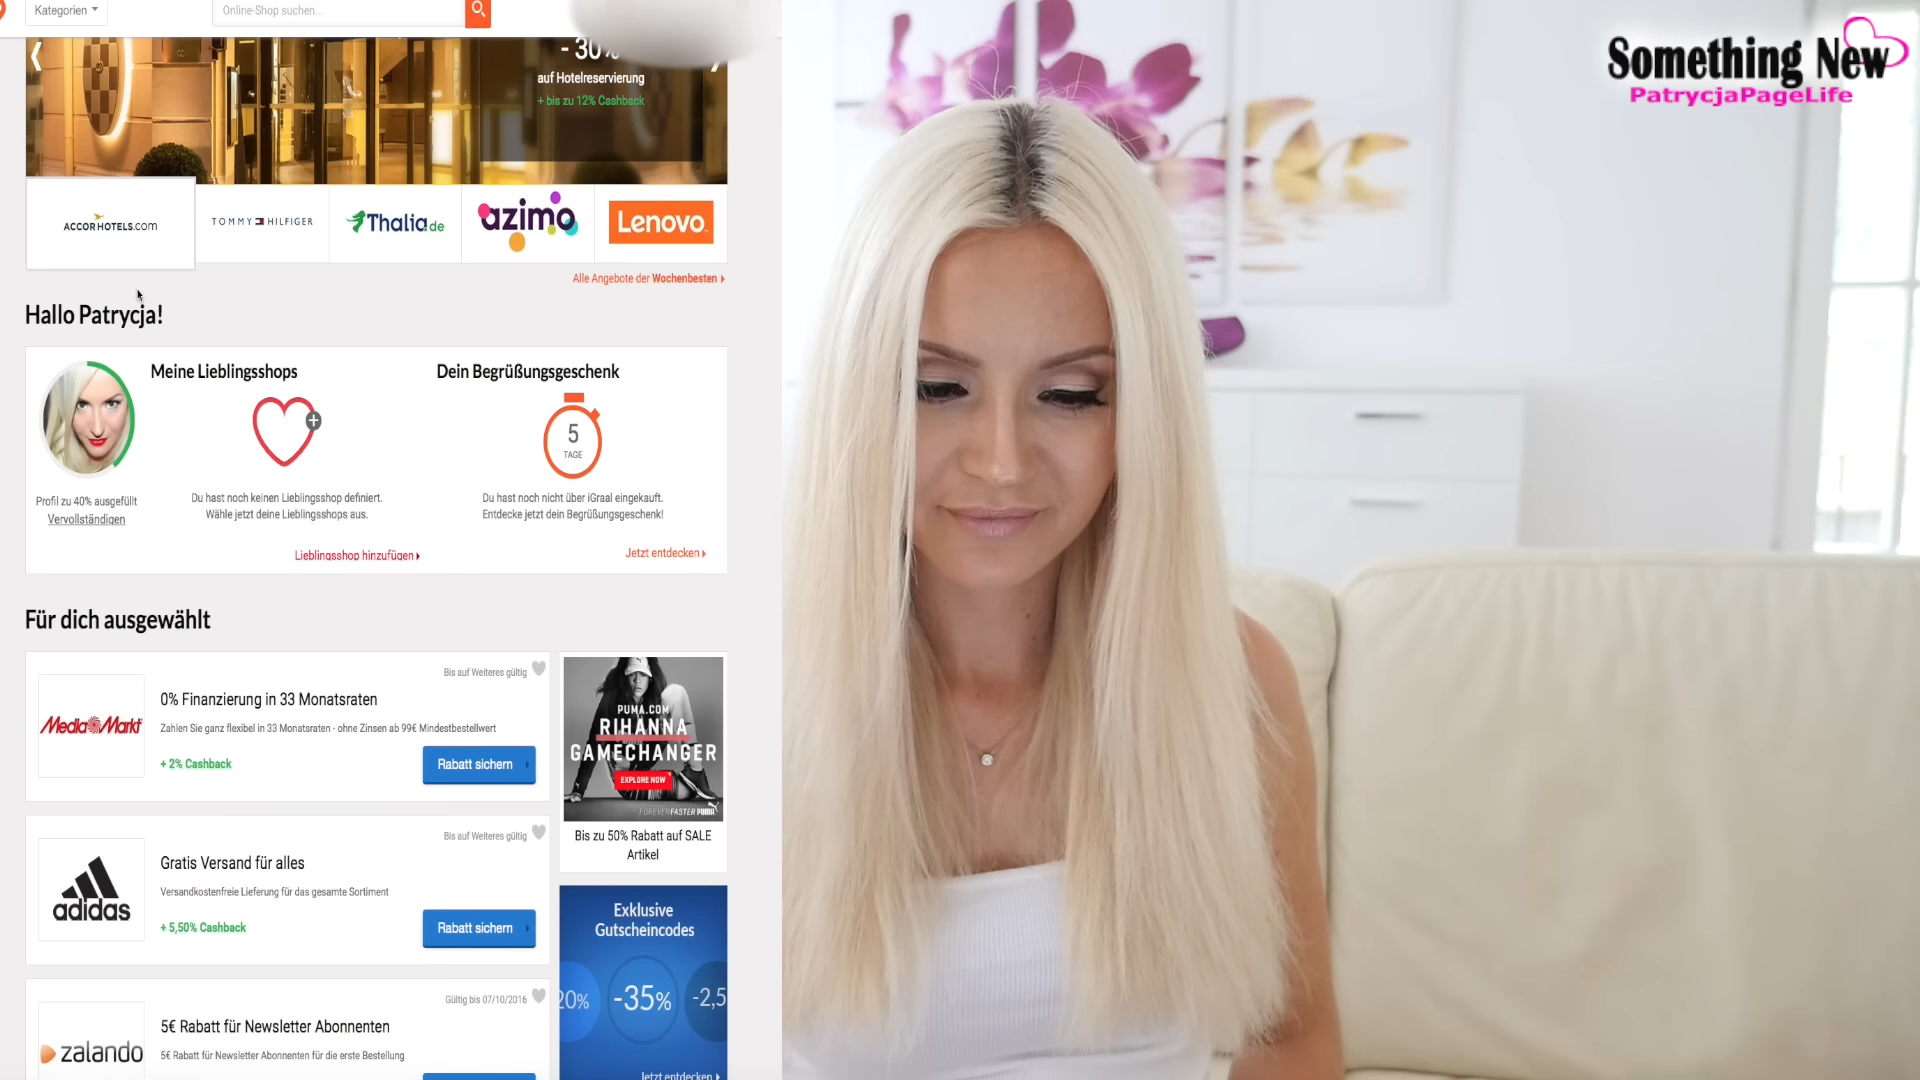 Kategorien
Online-Shop suchen...
Something New
PatrycjaPageLife
- 30%
auf Hotelreservierung
+ bis zu 12% Cashback
ACCORHOTELS.com
TOMMY HILFIGER
Thalia.de
azimo
Lenovo
Alle Angebote der Wochenbesten
Hallo Patrycja!
Meine Lieblingsshops
Dein Begrüßungsgeschenk
5
TAGE
Profil zu 40% ausgefüllt
Vervollständigen
Du hast noch keinen Lieblingsshop definiert.
Wähle jetzt deine Lieblingsshops aus.
Du hast noch nicht über iGraal eingekauft.
Entdecke jetzt dein Begrüßungsgeschenk!
Lieblingsshop hinzufügen
Jetzt entdecken
Für dich ausgewählt
Bis auf Weiteres gültig
MediaMarkt
0% Finanzierung in 33 Monatsraten
Zahlen Sie ganz flexibel in 33 Monatsraten - ohne Zinsen ab 99€ Mindestbestellwert
+ 2% Cashback
Rabatt sichern
PUMA.COM
RIHANNA
GAMECHANGER
EXPLORE NOW
FOREVER FASTER PUMA
Bis zu 50% Rabatt auf SALE
Artikel
Bis auf Weiteres gültig
adidas
Gratis Versand für alles
Versandkostenfreie Lieferung für das gesamte Sortiment
+ 5,50% Cashback
Rabatt sichern
Exklusive
Gutscheincodes
20% -35% -2,5
Jetzt entdecken
Gültig bis 07/10/2016
zalando
5€ Rabatt für Newsletter Abonnenten
5€ Rabatt für Newsletter Abonnenten für die erste Bestellung